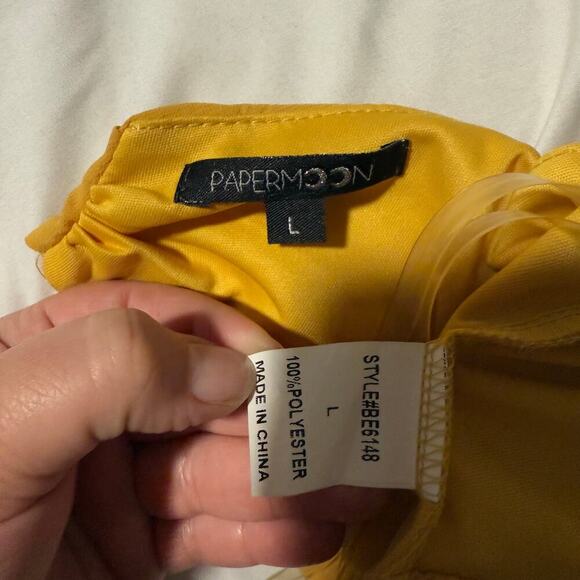 PAPERMOON
L
STYLE#BE6148
L
100%POLYESTER
MADE IN CHINA